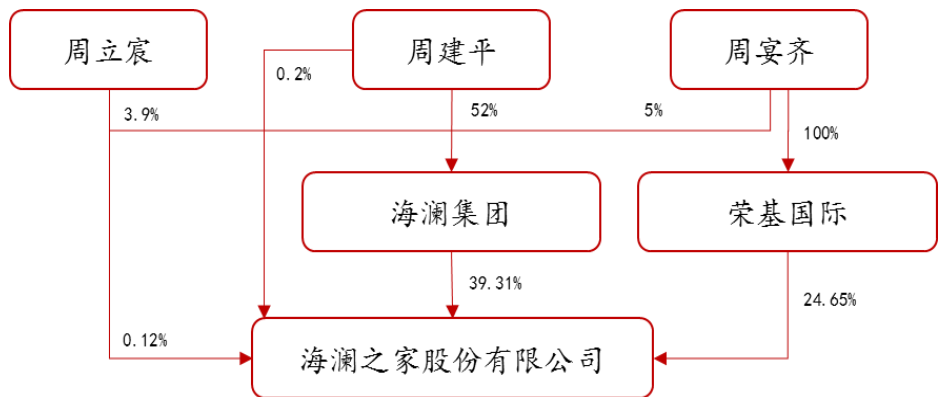 周立宸
周建平
周宴齐
0.2%
3.9%
52%
5%
100%
海澜集团
荣基国际
39.31%
24.65%
0.12%
海澜之家股份有限公司